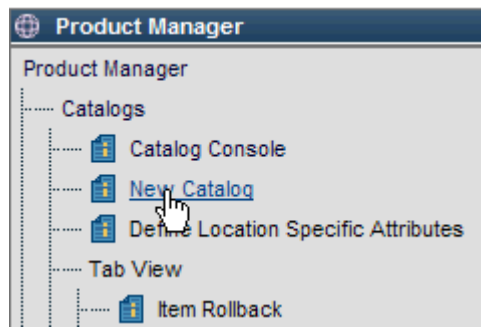 Product Manager
Product Manager
Catalogs
Catalog Console
New Catalog
Define Location Specific Attributes
Tab View
Item Rollback